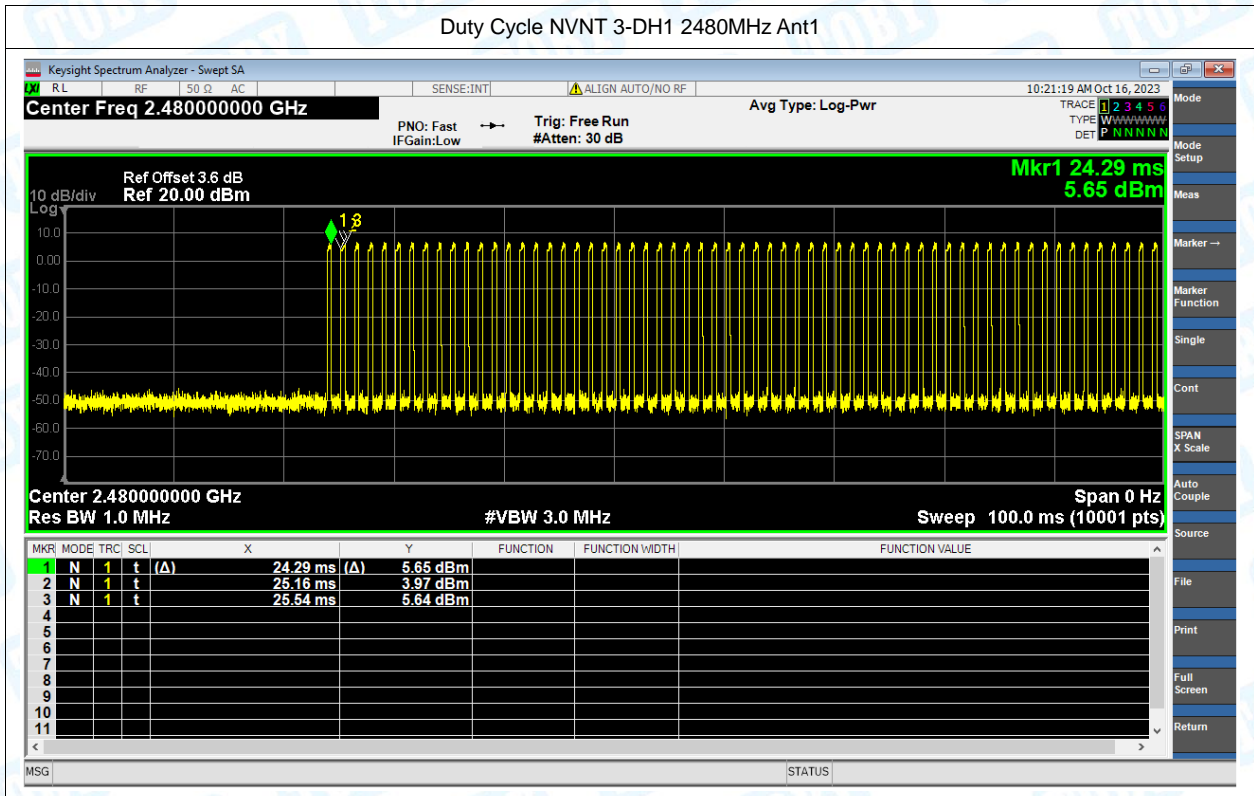 Duty Cycle NVNT 3-DH1 2480MHz Ant1
Keysight Spectrum Analyzer - Swept SA
LXI RL RF 50 Ω AC SENSE:INT ALIGN AUTO/NO RF 10:21:19 AM Oct 16, 2023
Center Freq 2.480000000 GHz
PNO: Fast
IFGain:Low
Trig: Free Run
#Atten: 30 dB
Avg Type: Log-Pwr
TRACE 1 2 3 4 5 6
TYPE WWWWWW
DET P N N N N N
Ref Offset 3.6 dB
10 dB/div Ref 20.00 dBm
Log
Mkr1 24.29 ms
5.65 dBm
10.0
0.00
-10.0
-20.0
-30.0
-40.0
-50.0
-60.0
-70.0
Center 2.480000000 GHz Span 0 Hz
Res BW 1.0 MHz #VBW 3.0 MHz Sweep 100.0 ms (10001 pts)
MKR MODE TRC SCL X Y FUNCTION FUNCTION WIDTH FUNCTION VALUE
1 N 1 t (Δ) 24.29 ms (Δ) 5.65 dBm
2 N 1 t 25.16 ms 3.97 dBm
3 N 1 t 25.54 ms 5.64 dBm
4
5
6
7
8
9
10
11
MSG STATUS
Mode
Mode
Setup
Meas
Marker →
Marker
Function
Single
Cont
SPAN
X Scale
Auto
Couple
Source
File
Print
Full
Screen
Return